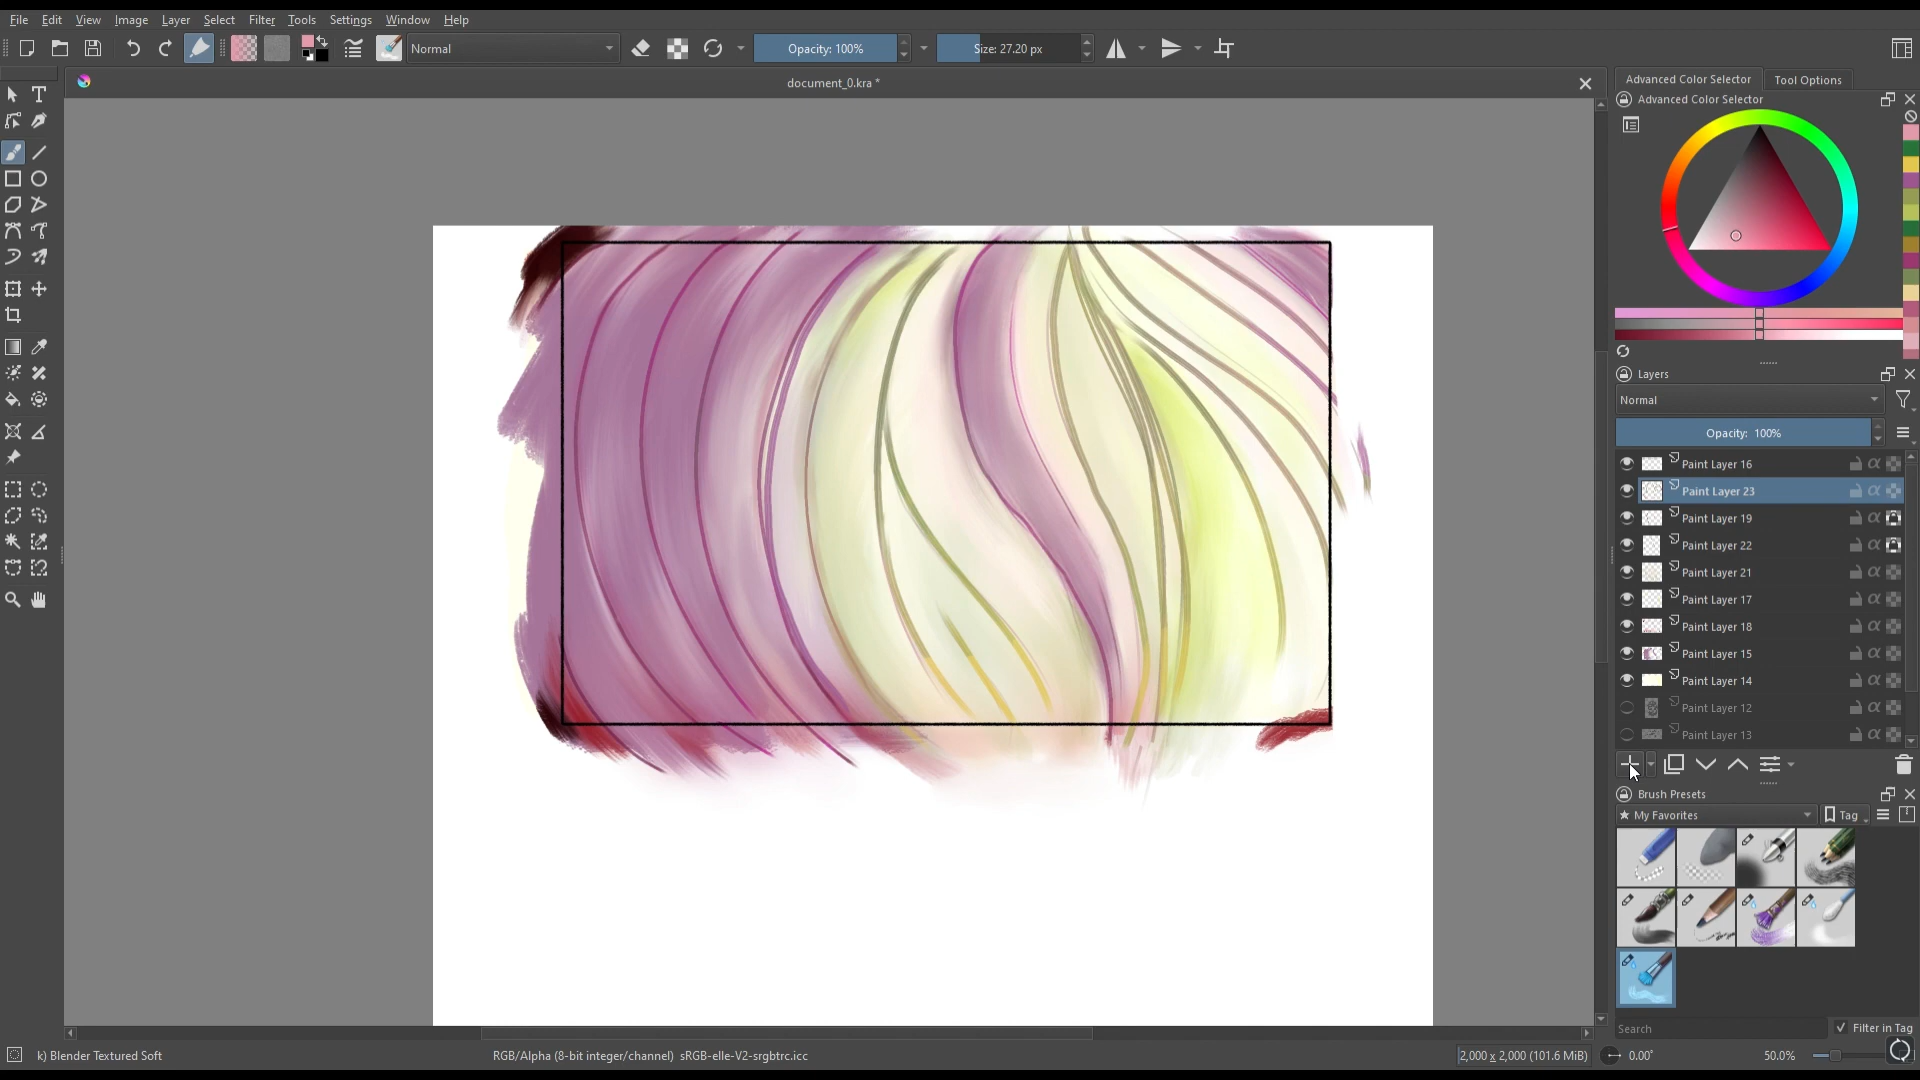 File Edit View Image Layer Select Filter Tools Settings Window Help
Normal Opacity: 100% Size: 27.20 px
document_0.kra *
Advanced Color Selector Tool Options
Advanced Color Selector
Layers
Normal
Opacity: 100%
Paint Layer 16
Paint Layer 23
Paint Layer 19
Paint Layer 22
Paint Layer 21
Paint Layer 17
Paint Layer 18
Paint Layer 15
Paint Layer 14
Paint Layer 12
Paint Layer 13
Brush Presets
★ My Favorites Tag
Search Filter in Tag
k) Blender Textured Soft RGB/Alpha (8-bit integer/channel) sRGB-elle-V2-srgbtrc.icc 2,000 x 2,000 (101.6 MiB) 0.00° 50.0%